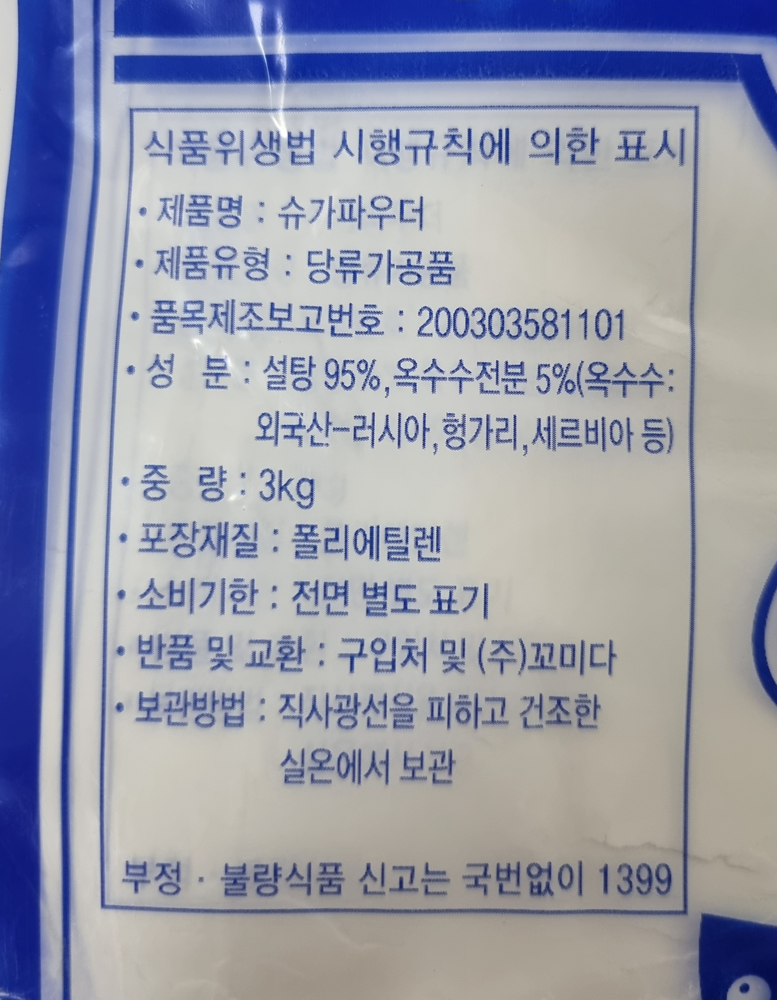 식품위생법 시행규칙에 의한 표시
• 제품명 : 슈가파우더
• 제품유형 : 당류가공품
• 품목제조보고번호 : 200303581101
• 성 분 : 설탕 95%,옥수수전분 5%(옥수수:
외국산-러시아,헝가리,세르비아 등)
• 중 량 : 3kg
• 포장재질 : 폴리에틸렌
• 소비기한 : 전면 별도 표기
• 반품 및 교환 : 구입처 및 (주)꼬미다
• 보관방법 : 직사광선을 피하고 건조한
실온에서 보관
부정 · 불량식품 신고는 국번없이 1399